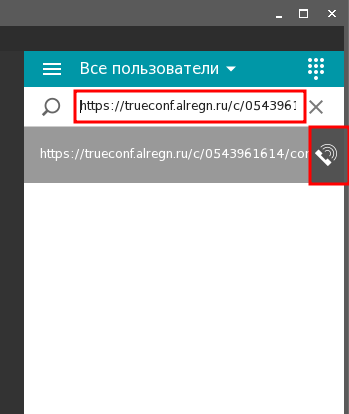 Все пользователи
https://trueconf.alregn.ru/c/0543961
https://trueconf.alregn.ru/c/0543961614/cor